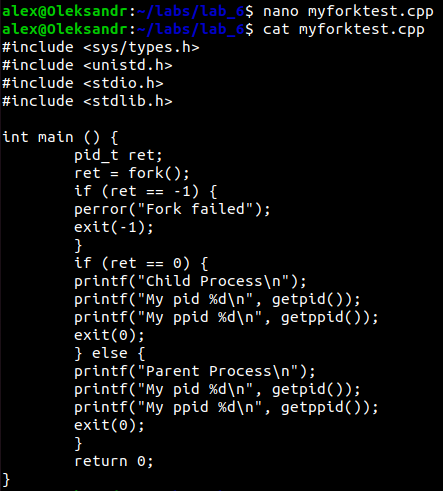 alex@Oleksandr:~/labs/lab_6$ nano myforktest.cpp
alex@Oleksandr:~/labs/lab_6$ cat myforktest.cpp
#include <sys/types.h>
#include <unistd.h>
#include <stdio.h>
#include <stdlib.h>

int main () {
        pid_t ret;
        ret = fork();
        if (ret == -1) {
        perror("Fork failed");
        exit(-1);
        }
        if (ret == 0) {
        printf("Child Process\n");
        printf("My pid %d\n", getpid());
        printf("My ppid %d\n", getppid());
        exit(0);
        } else {
        printf("Parent Process\n");
        printf("My pid %d\n", getpid());
        printf("My ppid %d\n", getppid());
        exit(0);
        }
        return 0;
}